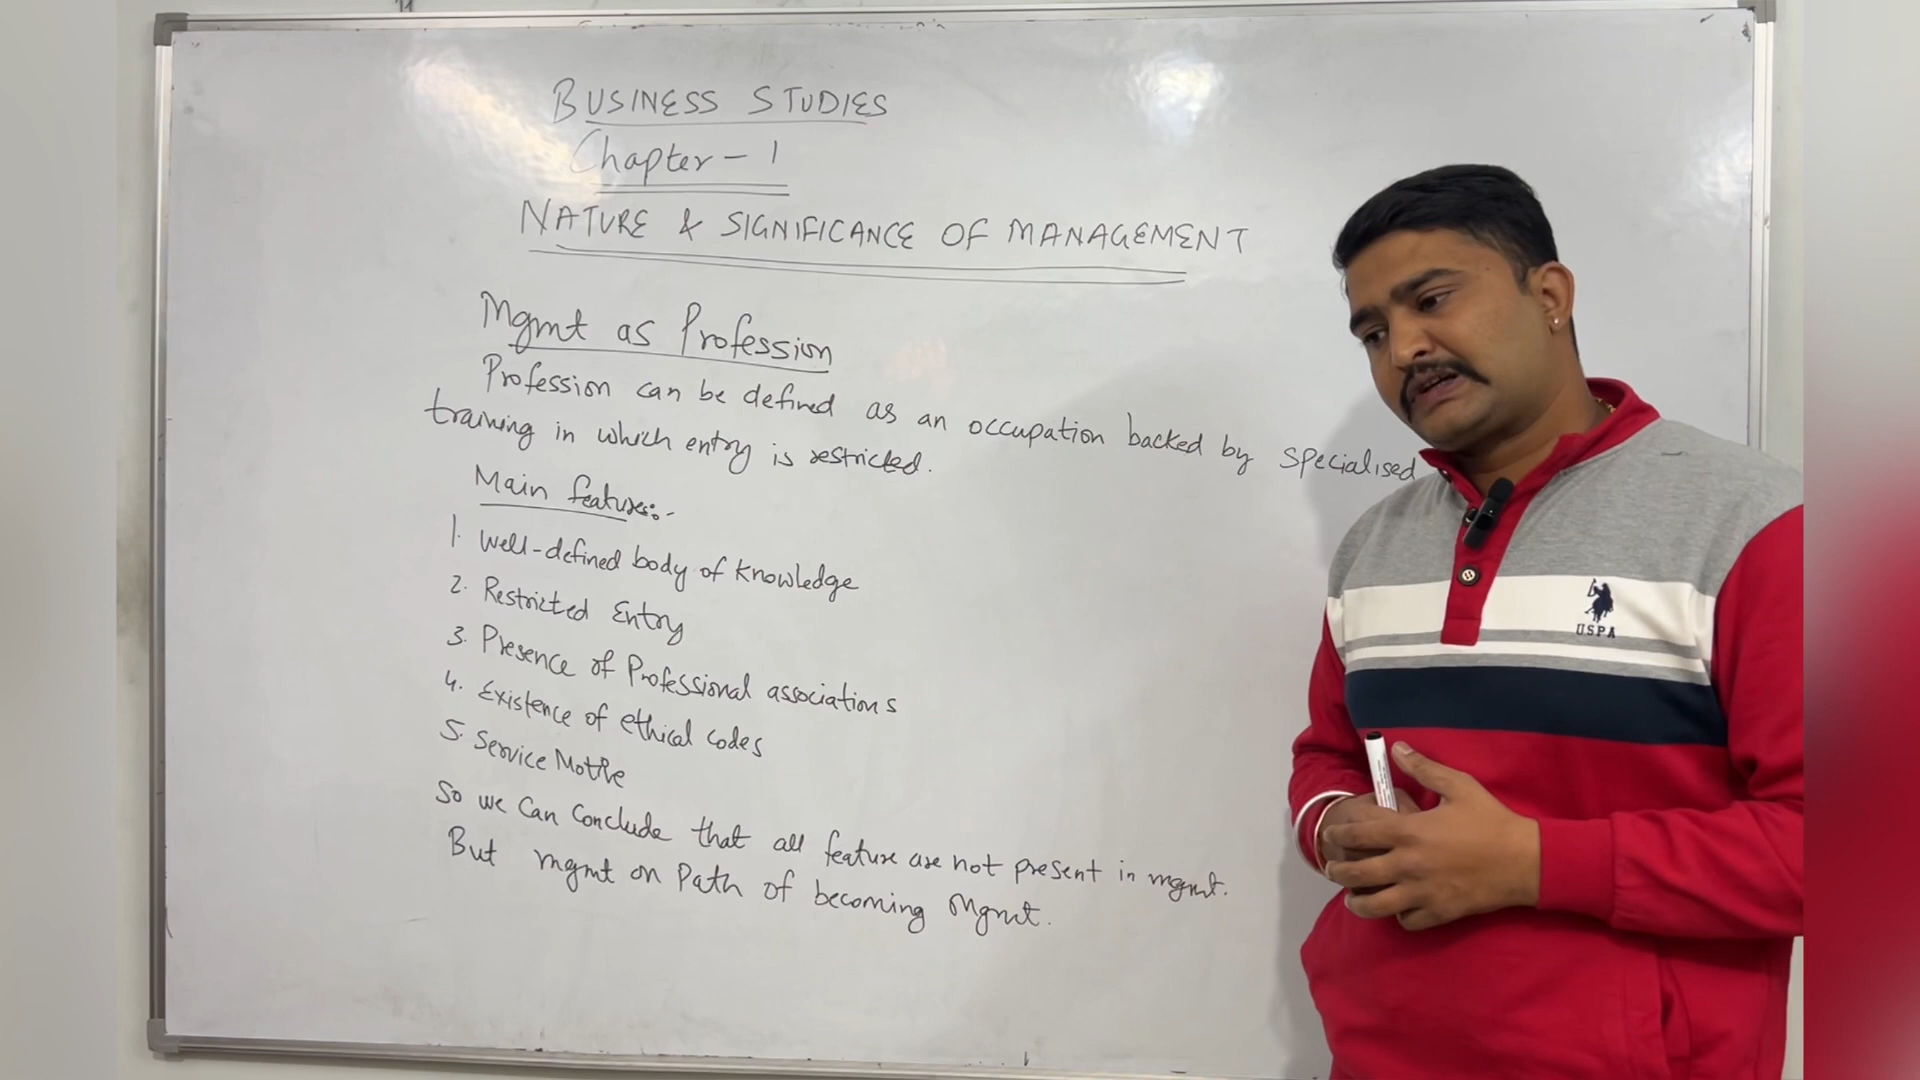 BUSINESS STUDIES
Chapter - 1
NATURE & SIGNIFICANCE OF MANAGEMENT
Mgmt as Profession
Profession can be defined as an occupation backed by specialised
training in which entry is restricted.
Main features:-
1. Well-defined body of knowledge
2. Restricted Entry
3. Presence of Professional associations
4. Existence of ethical codes
5. Service Motive
So we can conclude that all feature are not present in mgmt.
But mgmt on Path of becoming Mgmt.
USPA